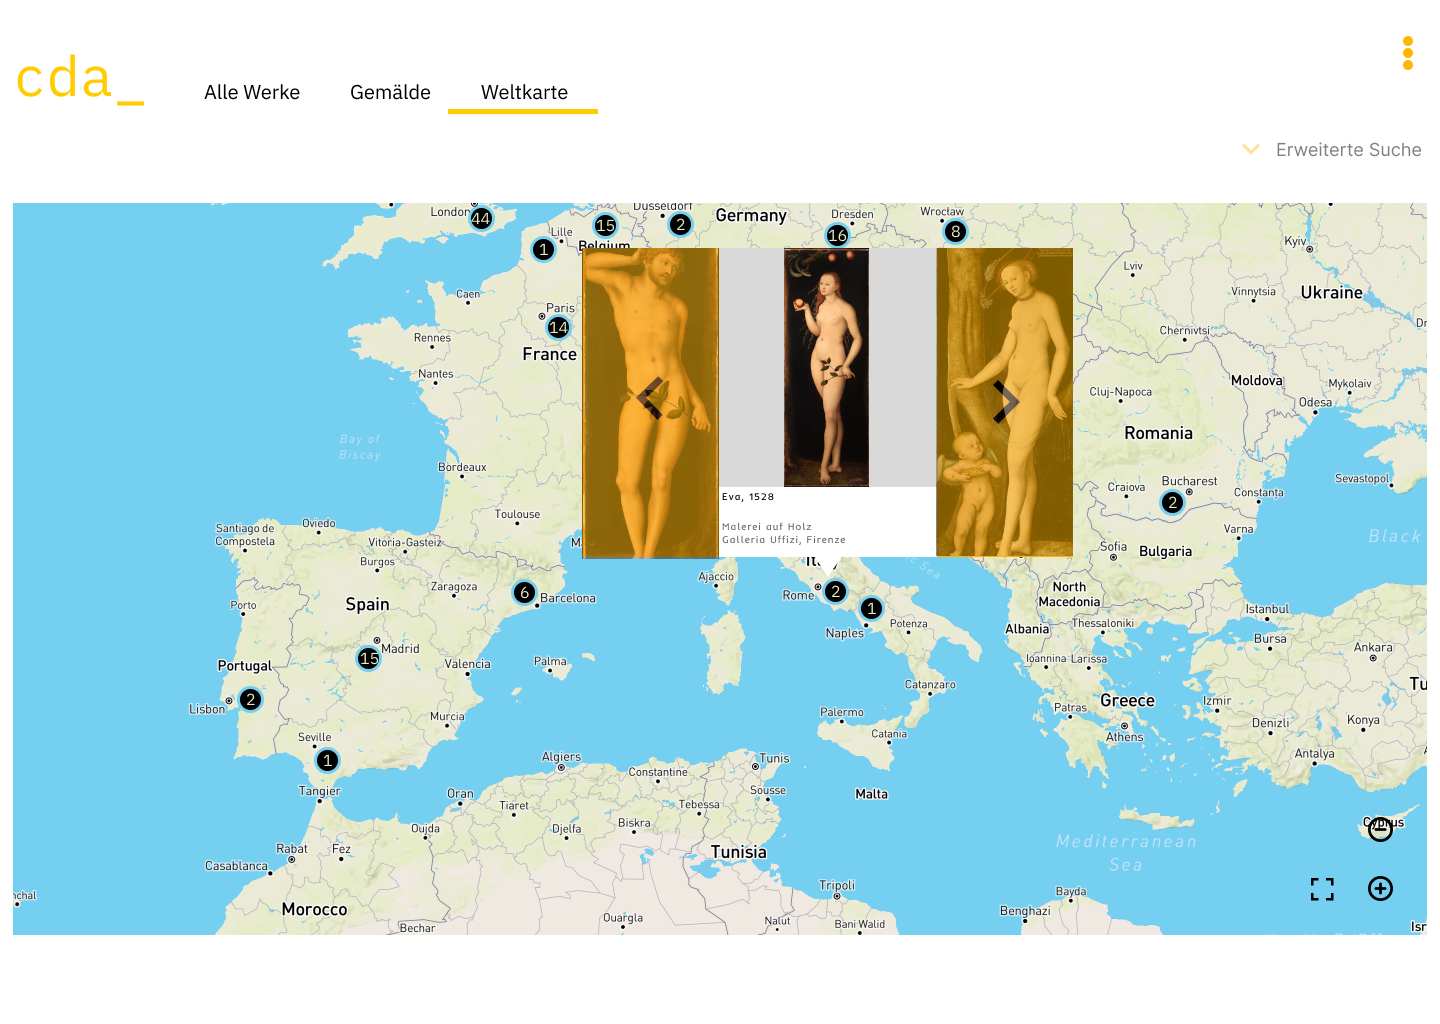 cda_
Alle Werke
Gemälde
Weltkarte
Erweiterte Suche
London
44
Lille
1
15
Belgium
Düsseldorf
2
Germany
Dresden
16
Wrocław
8
Kyiv
Lviv
Vinnytsia
Ukraine
Chernivtsi
Caen
Paris
14
Rennes
France
Nantes
Moldova
Mykolaiv
Odesa
Cluj-Napoca
Romania
Bay of
Biscay
Bordeaux
Craiova
Bucharest
2
Constanta
Sevastopol
Eva, 1528
Malerei auf Holz
Galleria Uffizi, Firenze
Toulouse
Santiago de
Compostela
Oviedo
Vitoria-Gasteiz
Burgos
Varna
Black
Sofia
Bulgaria
Ajaccio
Rome
2
1
Naples
Potenza
Zaragoza
6
Barcelona
Porto
Spain
North
Macedonia
Albania
Thessaloniki
Istanbul
Bursa
Ankara
Madrid
15
Portugal
Valencia
Palma
Ioannina
Larissa
Lisbon
2
Catanzaro
Palermo
Catania
Patras
Greece
Athens
Izmir
Denizli
Konya
Antalya
Murcia
Seville
1
Tangier
Algiers
Constantine
Tunis
Sousse
Malta
Oran
Tiaret
Tebessa
Oujda
Djelfa
Biskra
Cyprus
Mediterranean
Sea
Rabat
Fez
Casablanca
Tunisia
Tripoli
Bayda
Benghazi
Morocco
Bechar
Ouargla
Nalut
Bani Walid